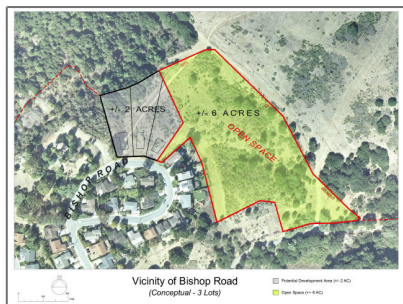 +/- 2 ACRES
+/- 6 ACRES
OPEN SPACE
BISHOP ROAD
Vicinity of Bishop Road
(Conceptual - 3 Lots)
Potential Development Area (+/- 2 AC)
Open Space (+/- 6 AC)